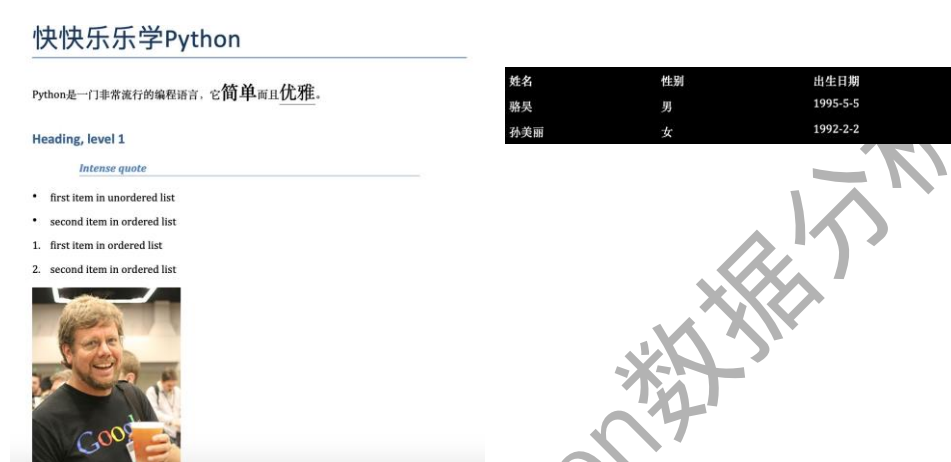 快快乐乐学Python
Python是一门非常流行的编程语言，它简单而且优雅。
Heading, level 1
Intense quote
• first item in unordered list
• second item in ordered list
1. first item in ordered list
2. second item in ordered list
Google
姓名 性别 出生日期
骆昊 男 1995-5-5
孙美丽 女 1992-2-2
on数据分析